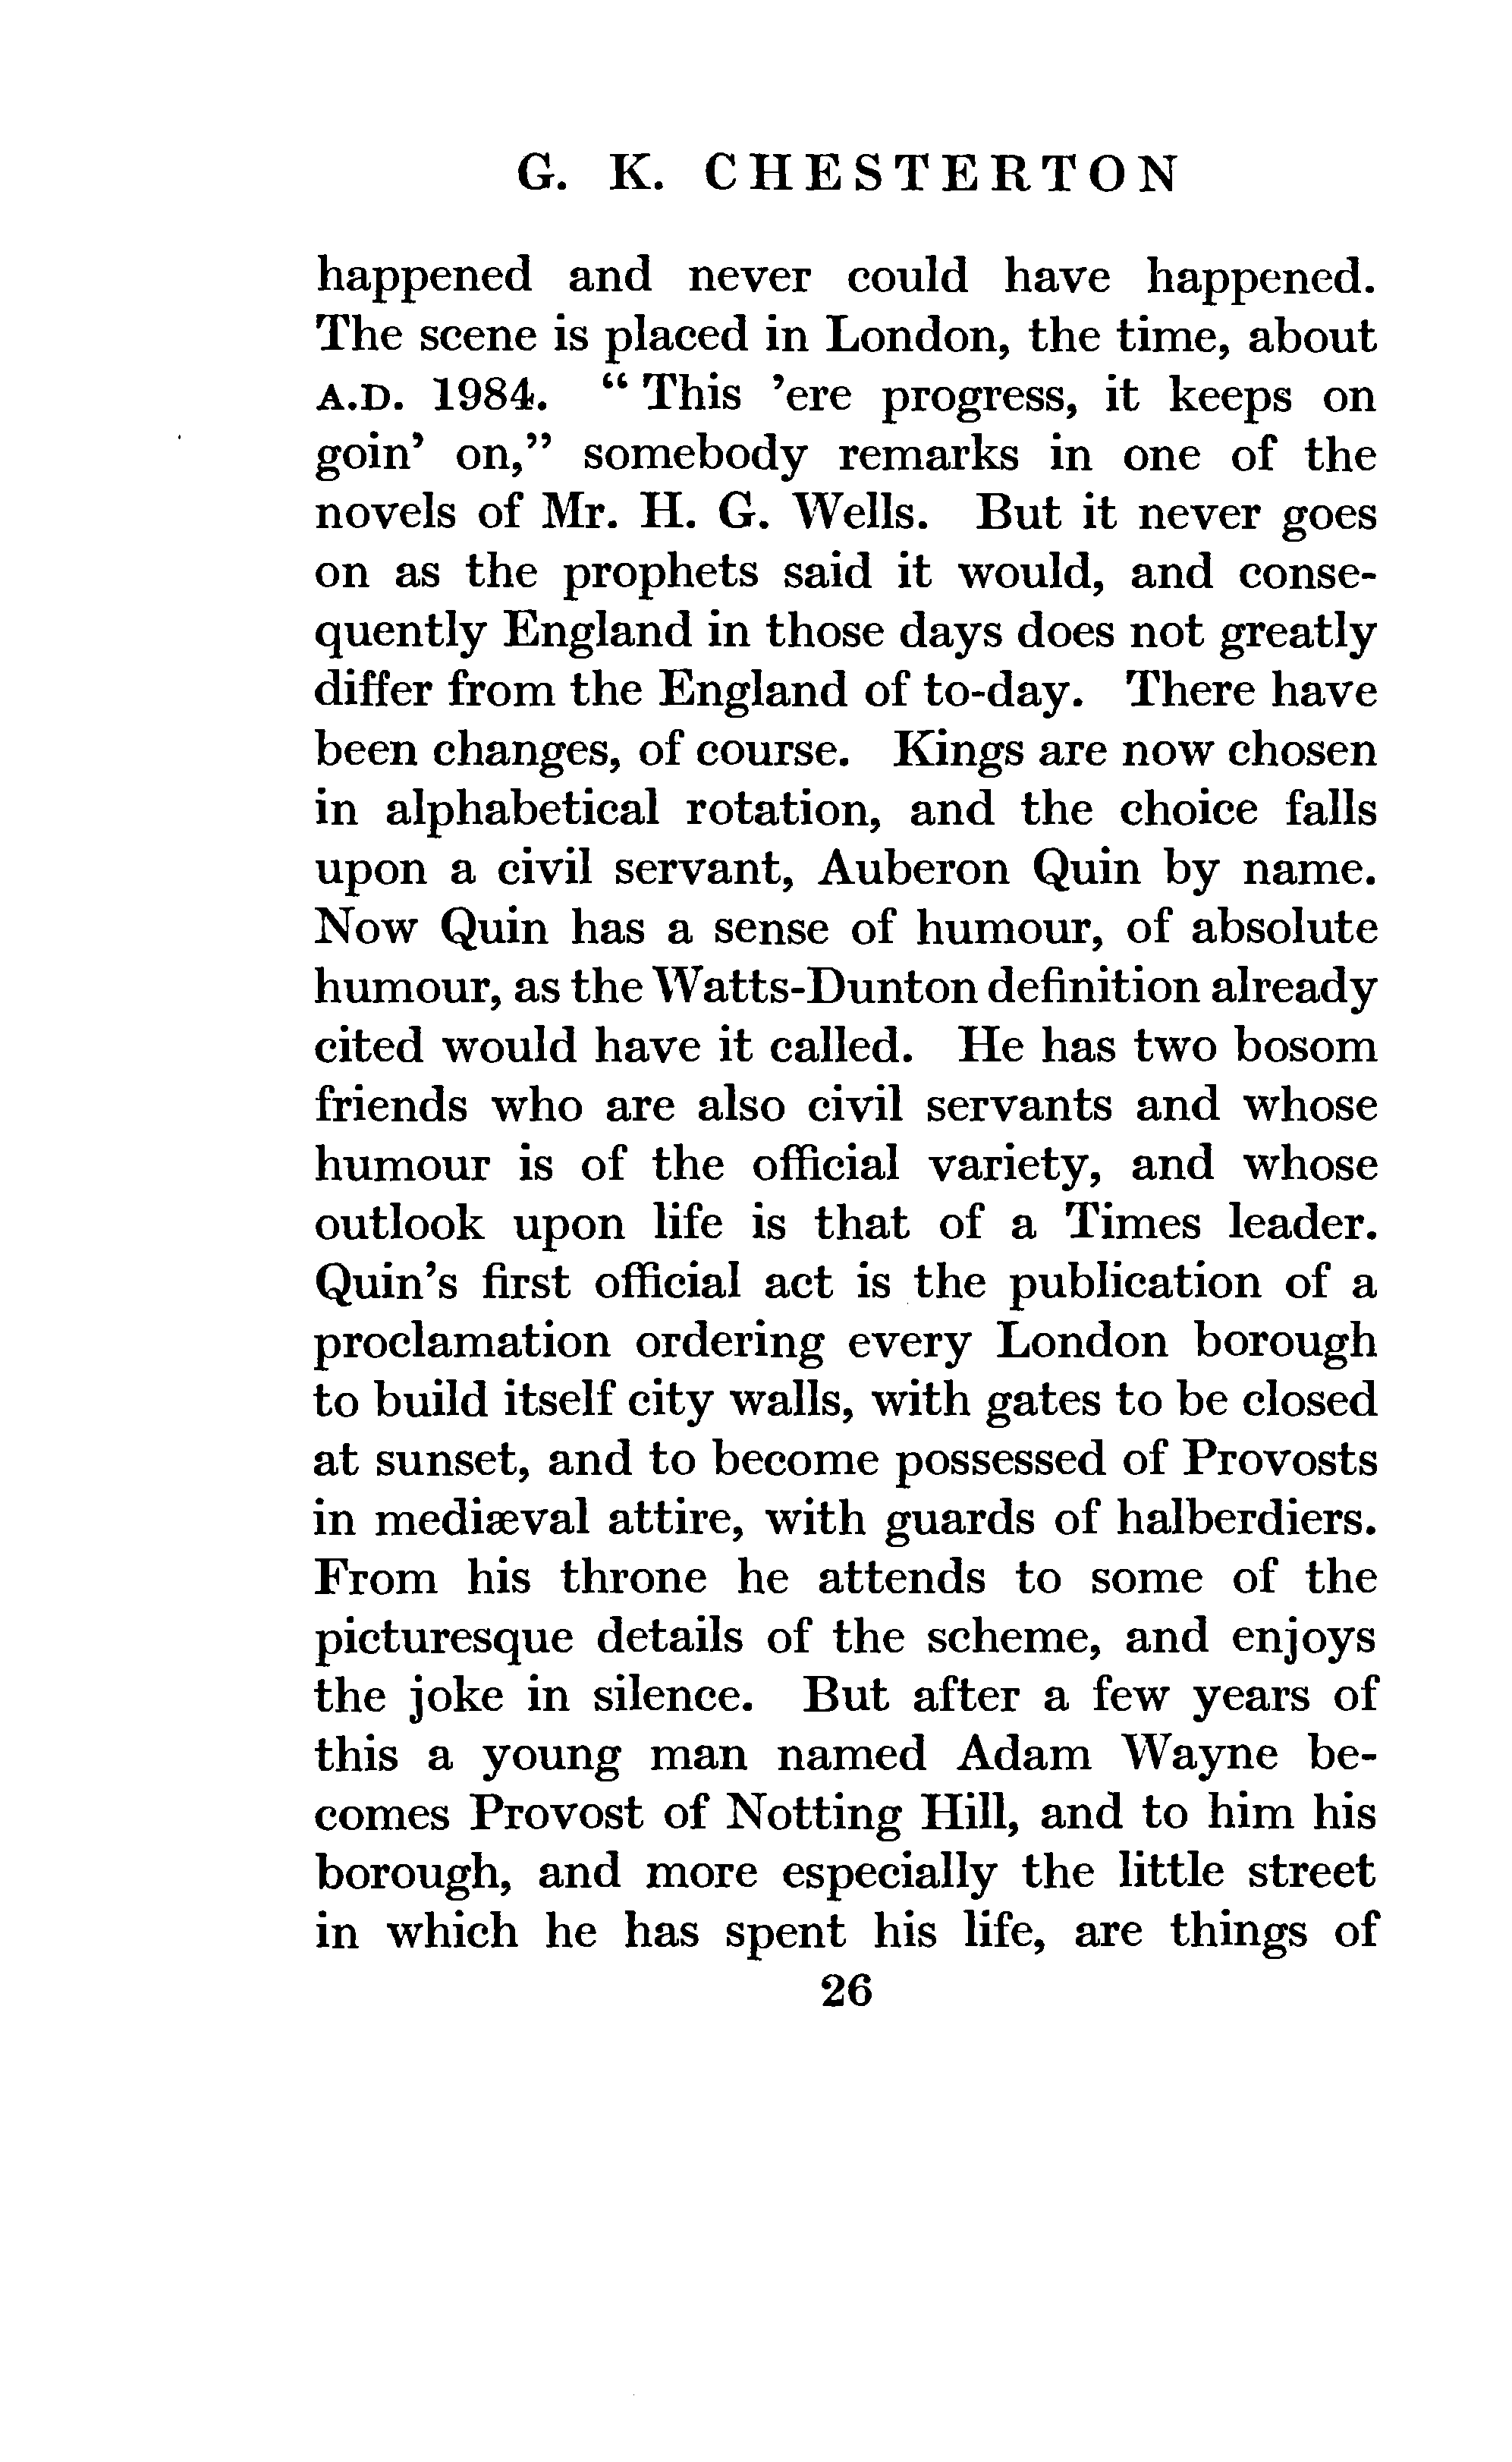 G. K. CHESTERTON
happened and never could have happened.
The scene is placed in London, the time, about
A.D. 1984. “ This ’ere progress, it keeps on
goin’ on,” somebody remarks in one of the
novels of Mr. H. G. Wells. But it never goes
on as the prophets said it would, and conse-
quently England in those days does not greatly
differ from the England of to-day. There have
been changes, of course. Kings are now chosen
in alphabetical rotation, and the choice falls
upon a civil servant, Auberon Quin by name.
Now Quin has a sense of humour, of absolute
humour, as the Watts-Dunton definition already
cited would have it called. He has two bosom
friends who are also civil servants and whose
humour is of the official variety, and whose
outlook upon life is that of a Times leader.
Quin’s first official act is the publication of a
proclamation ordering every London borough
to build itself city walls, with gates to be closed
at sunset, and to become possessed of Provosts
in mediæval attire, with guards of halberdiers.
From his throne he attends to some of the
picturesque details of the scheme, and enjoys
the joke in silence. But after a few years of
this a young man named Adam Wayne be-
comes Provost of Notting Hill, and to him his
borough, and more especially the little street
in which he has spent his life, are things of
26